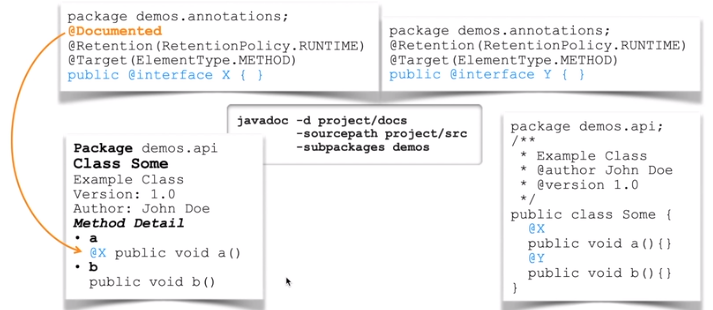 package demos.annotations;
@Documented
@Retention(RetentionPolicy.RUNTIME)
@Target(ElementType.METHOD)
public @interface X { }
package demos.annotations;
@Retention(RetentionPolicy.RUNTIME)
@Target(ElementType.METHOD)
public @interface Y { }
javadoc -d project/docs
-sourcepath project/src
-subpackages demos
Package demos.api
Class Some
Example Class
Version: 1.0
Author: John Doe
Method Detail
• a
@X public void a()
• b
public void b()
package demos.api;
/**
* Example Class
* @author John Doe
* @version 1.0
*/
public class Some {
@X
public void a(){}
@Y
public void b(){}
}